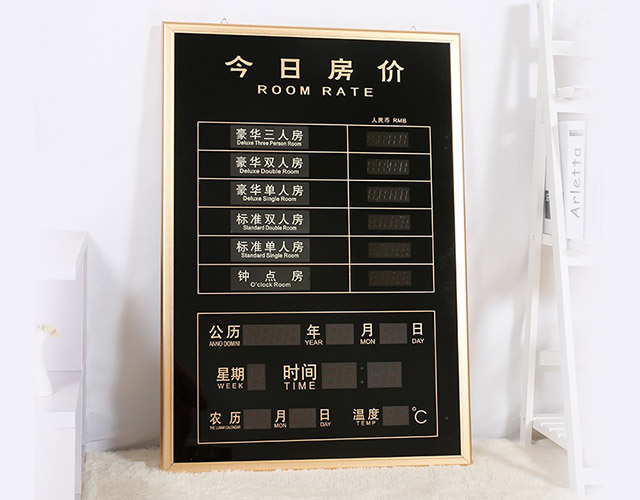 今日房价
ROOM RATE
人民币 RMB
豪华三人房
Deluxe Three Person Room
豪华双人房
Deluxe Double Room
豪华单人房
Deluxe Single Room
标准双人房
Standard Double Room
标准单人房
Standard Single Room
钟点房
O'clock Room
公历 年 月 日
ANNO DOMINI YEAR MON DAY
星期 时间
WEEK TIME
农历 月 日 温度 ℃
THE LUNAR CALENDAR MON DAY TEMP
Arletta